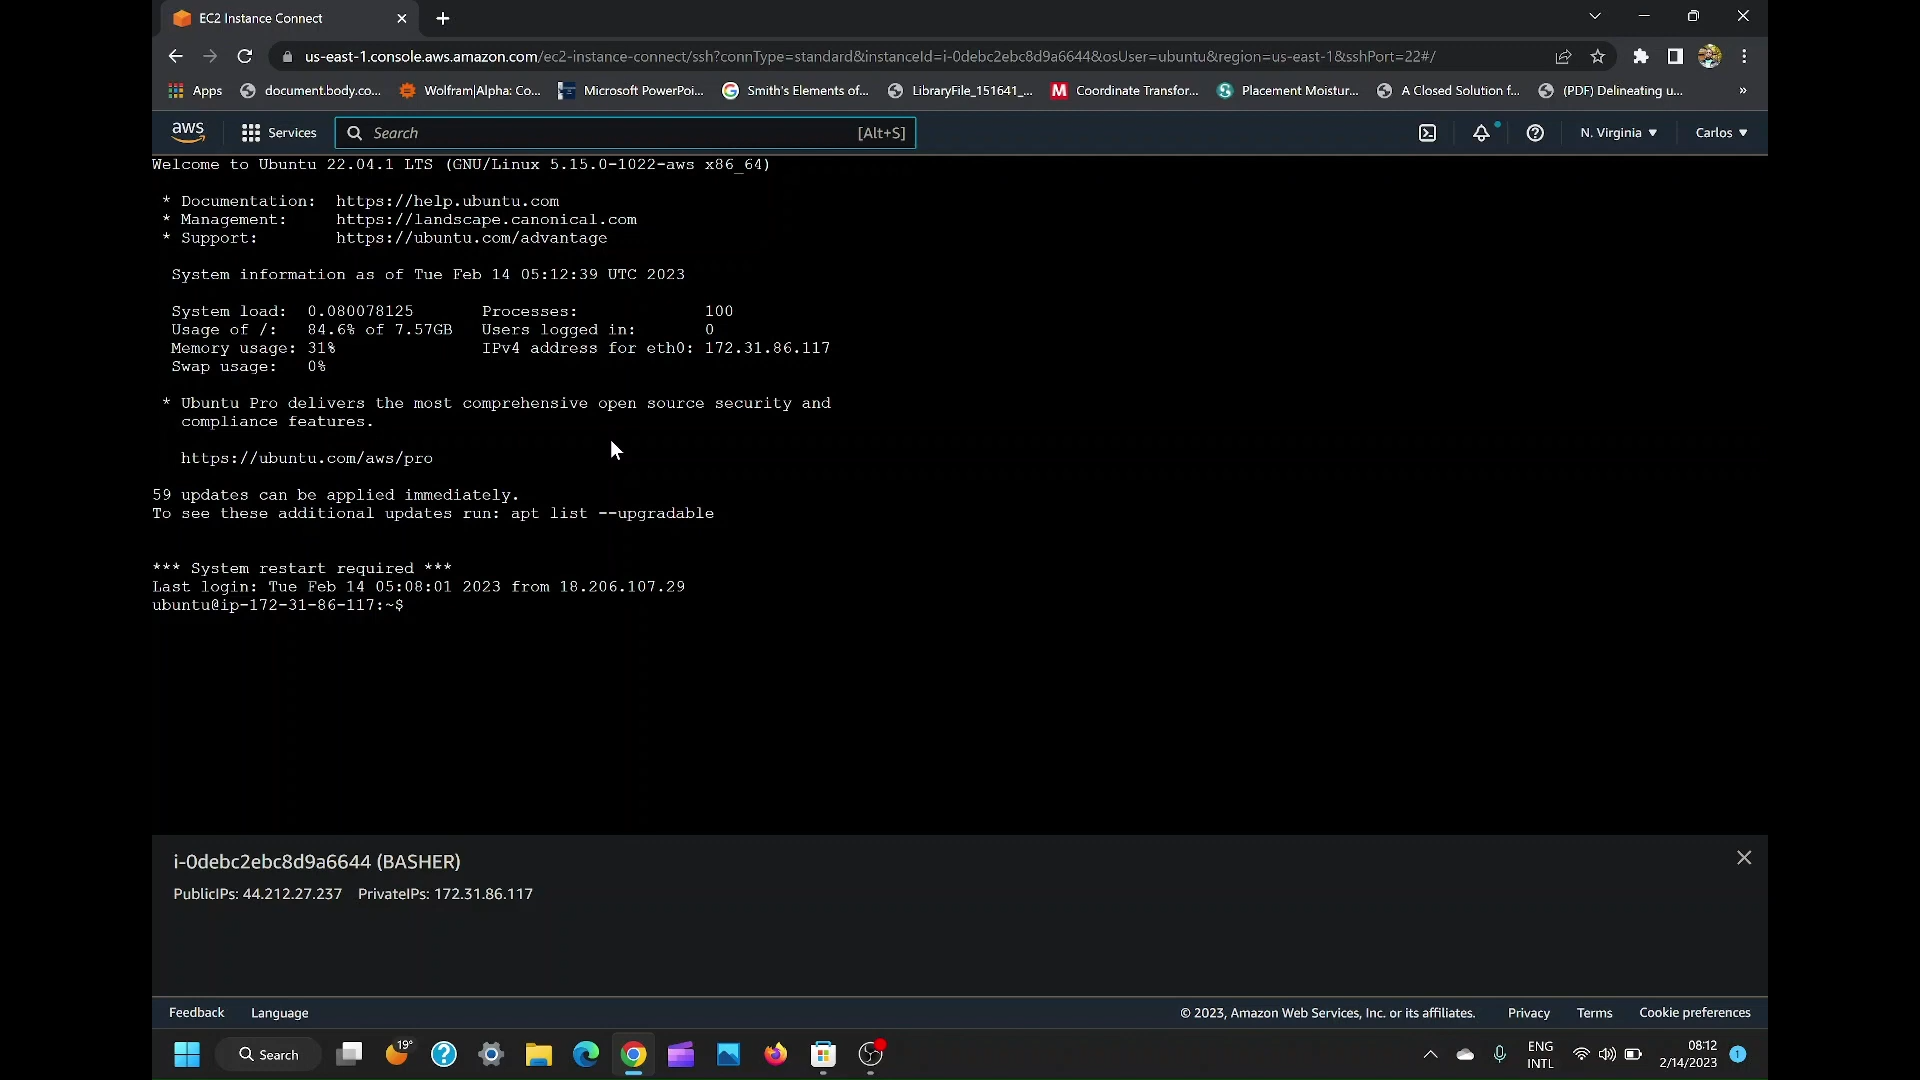 EC2 Instance Connect
us-east-1.console.aws.amazon.com/ec2-instance-connect/ssh?connType=standard&instanceId=i-0debc2ebc8d9a6644&osUser=ubuntu&region=us-east-1&sshPort=22#/
Apps document.body.co... Wolfram|Alpha: Co... Microsoft PowerPoi... Smith's Elements of... LibraryFile_151641_... M Coordinate Transfor... Placement Moistur... A Closed Solution f... (PDF) Delineating u... »
aws Services Search [Alt+S] N. Virginia Carlos
Welcome to Ubuntu 22.04.1 LTS (GNU/Linux 5.15.0-1022-aws x86_64)
* Documentation: https://help.ubuntu.com
* Management: https://landscape.canonical.com
* Support: https://ubuntu.com/advantage
System information as of Tue Feb 14 05:12:39 UTC 2023
System load: 0.080078125 Processes: 100
Usage of /: 84.6% of 7.57GB Users logged in: 0
Memory usage: 31% IPv4 address for eth0: 172.31.86.117
Swap usage: 0%
* Ubuntu Pro delivers the most comprehensive open source security and
compliance features.
https://ubuntu.com/aws/pro
59 updates can be applied immediately.
To see these additional updates run: apt list --upgradable
*** System restart required ***
Last login: Tue Feb 14 05:08:01 2023 from 18.206.107.29
ubuntu@ip-172-31-86-117:~$
i-0debc2ebc8d9a6644 (BASHER)
PublicIPs: 44.212.27.237 PrivateIPs: 172.31.86.117
Feedback Language © 2023, Amazon Web Services, Inc. or its affiliates. Privacy Terms Cookie preferences
Search 19° ENG 08:12 1
INTL 2/14/2023